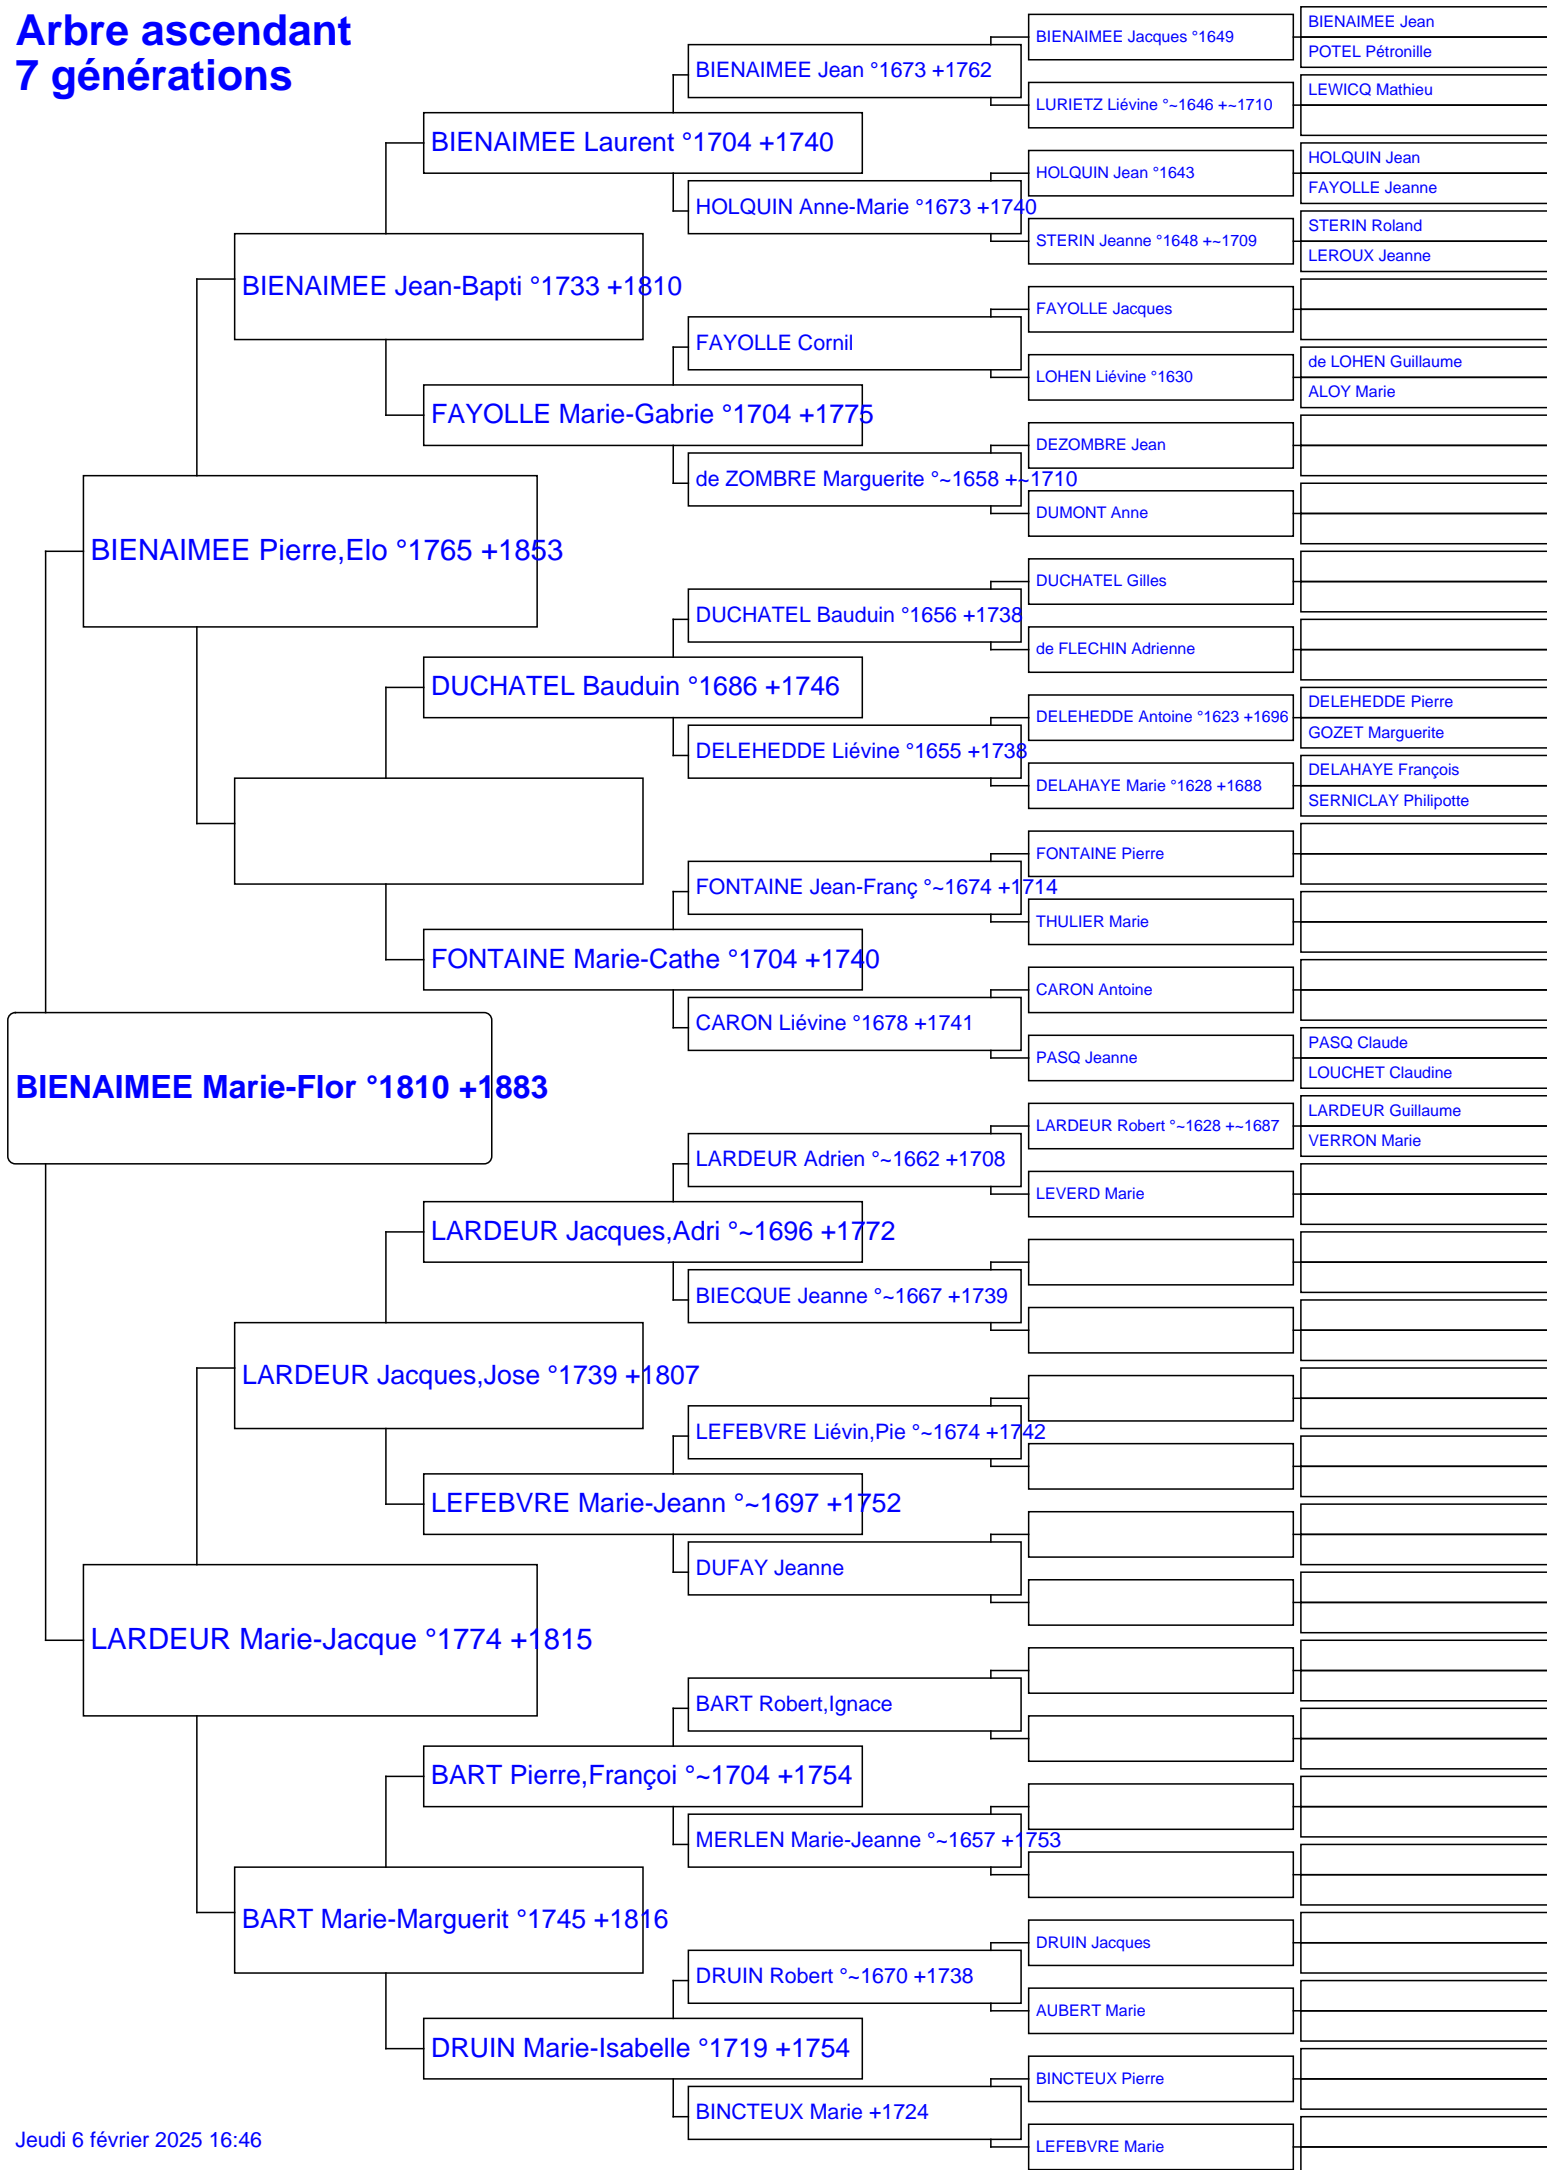 Arbre ascendant
7 générations
BIENAIMEE Marie-Flor °1810 +1883
BIENAIMEE Pierre,Elo °1765 +1853
LARDEUR Marie-Jacque °1774 +1815
BIENAIMEE Jean-Bapti °1733 +1810
LARDEUR Jacques,Jose °1739 +1807
BART Marie-Marguerit °1745 +1816
BIENAIMEE Laurent °1704 +1740
FAYOLLE Marie-Gabrie °1704 +1775
DUCHATEL Bauduin °1686 +1746
FONTAINE Marie-Cathe °1704 +1740
LARDEUR Jacques,Adri °~1696 +1772
LEFEBVRE Marie-Jeann °~1697 +1752
BART Pierre,Françoi °~1704 +1754
DRUIN Marie-Isabelle °1719 +1754
BIENAIMEE Jean °1673 +1762
HOLQUIN Anne-Marie °1673 +1740
FAYOLLE Cornil
de ZOMBRE Marguerite °~1658 +~1710
DUCHATEL Bauduin °1656 +1738
DELEHEDDE Liévine °1655 +1738
FONTAINE Jean-Franç °~1674 +1714
CARON Liévine °1678 +1741
LARDEUR Adrien °~1662 +1708
BIECQUE Jeanne °~1667 +1739
LEFEBVRE Liévin,Pie °~1674 +1742
DUFAY Jeanne
BART Robert,Ignace
MERLEN Marie-Jeanne °~1657 +1753
DRUIN Robert °~1670 +1738
BINCTEUX Marie +1724
BIENAIMEE Jacques °1649
LURIETZ Liévine °~1646 +~1710
HOLQUIN Jean °1643
STERIN Jeanne °1648 +~1709
FAYOLLE Jacques
LOHEN Liévine °1630
DEZOMBRE Jean
DUMONT Anne
DUCHATEL Gilles
de FLECHIN Adrienne
DELEHEDDE Antoine °1623 +1696
DELAHAYE Marie °1628 +1688
FONTAINE Pierre
THULIER Marie
CARON Antoine
PASQ Jeanne
LARDEUR Robert °~1628 +~1687
LEVERD Marie
DRUIN Jacques
AUBERT Marie
BINCTEUX Pierre
LEFEBVRE Marie
BIENAIMEE Jean
POTEL Pétronille
LEWICQ Mathieu
HOLQUIN Jean
FAYOLLE Jeanne
STERIN Roland
LEROUX Jeanne
de LOHEN Guillaume
ALOY Marie
DELEHEDDE Pierre
GOZET Marguerite
DELAHAYE François
SERNICLAY Philipotte
PASQ Claude
LOUCHET Claudine
LARDEUR Guillaume
VERRON Marie
Jeudi 6 février 2025 16:46